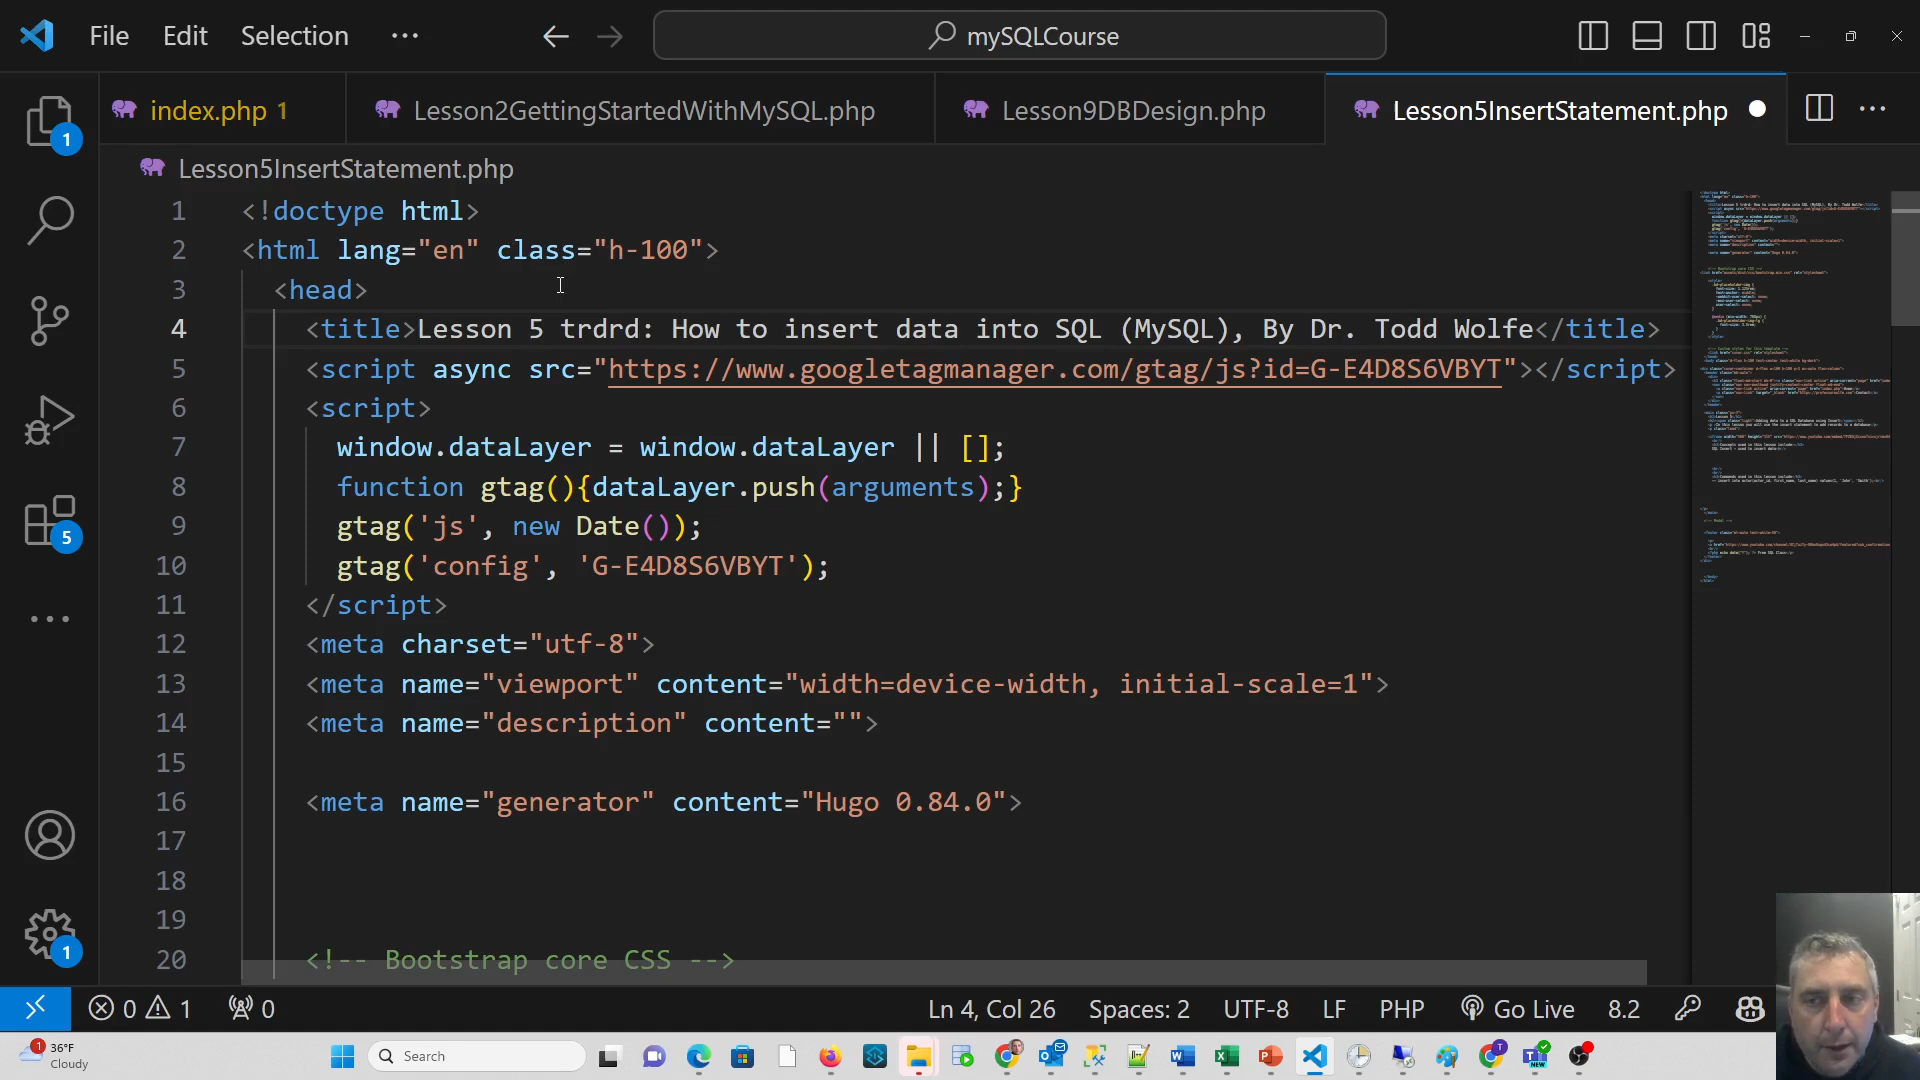 File Edit Selection ··· mySQLCourse
index.php 1 Lesson2GettingStartedWithMySQL.php Lesson9DBDesign.php Lesson5InsertStatement.php
Lesson5InsertStatement.php
1 <!doctype html>
2 <html lang="en" class="h-100">
3 <head>
4 <title>Lesson 5 trdrd: How to insert data into SQL (MySQL), By Dr. Todd Wolfe</title>
5 <script async src="https://www.googletagmanager.com/gtag/js?id=G-E4D8S6VBYT"></script>
6 <script>
7 window.dataLayer = window.dataLayer || [];
8 function gtag(){dataLayer.push(arguments);}
9 gtag('js', new Date());
10 gtag('config', 'G-E4D8S6VBYT');
11 </script>
12 <meta charset="utf-8">
13 <meta name="viewport" content="width=device-width, initial-scale=1">
14 <meta name="description" content="">
15
16 <meta name="generator" content="Hugo 0.84.0">
17
18
19
20 <!-- Bootstrap core CSS -->
1
5
1
0 1 0 Ln 4, Col 26 Spaces: 2 UTF-8 LF PHP Go Live 8.2
1 36°F
Cloudy
Search